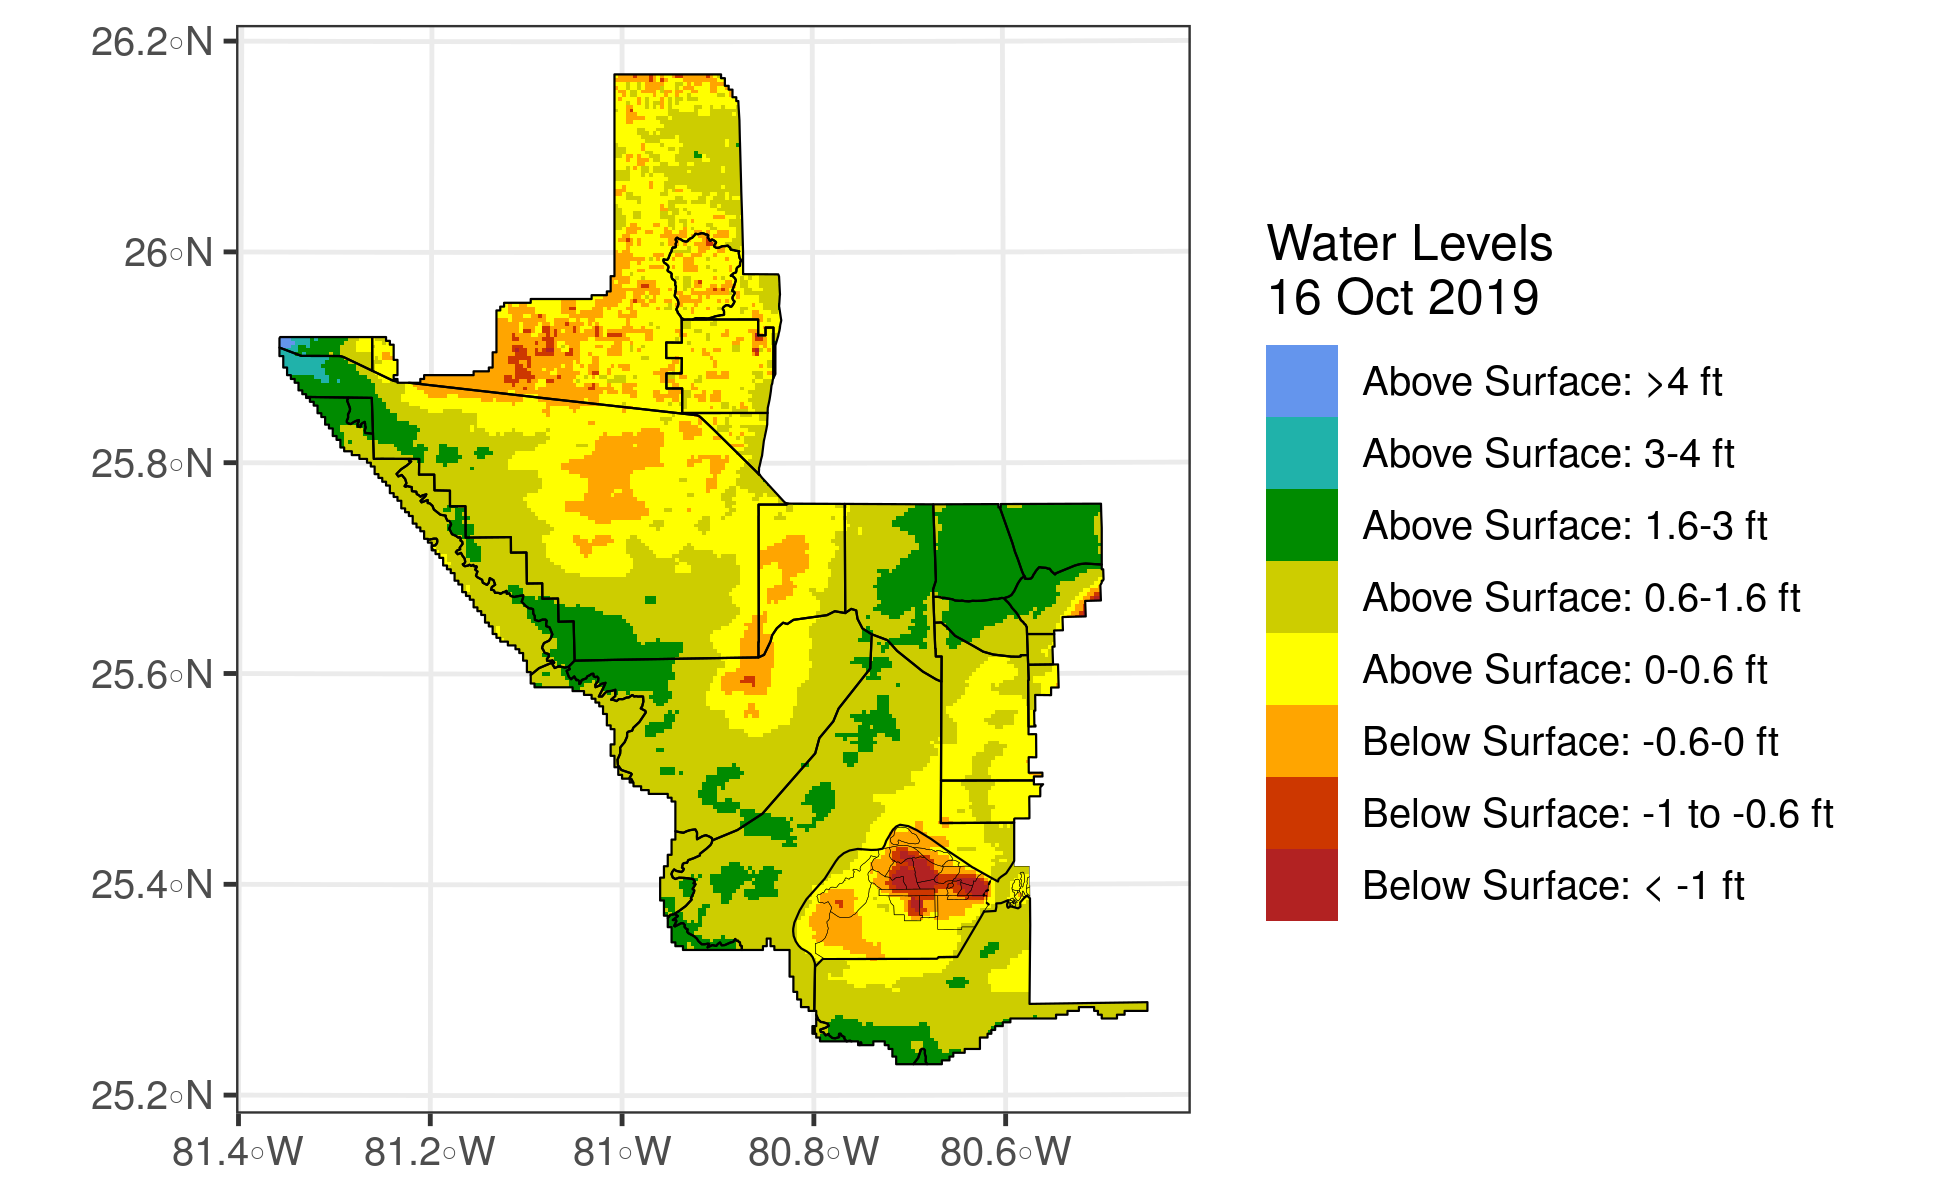 26.2◦N
26◦N
25.8◦N
25.6◦N
25.4◦N
25.2◦N
81.4◦W
81.2◦W
81◦W
80.8◦W
80.6◦W
Water Levels
16 Oct 2019
Above Surface: >4 ft
Above Surface: 3-4 ft
Above Surface: 1.6-3 ft
Above Surface: 0.6-1.6 ft
Above Surface: 0-0.6 ft
Below Surface: -0.6-0 ft
Below Surface: -1 to -0.6 ft
Below Surface: < -1 ft